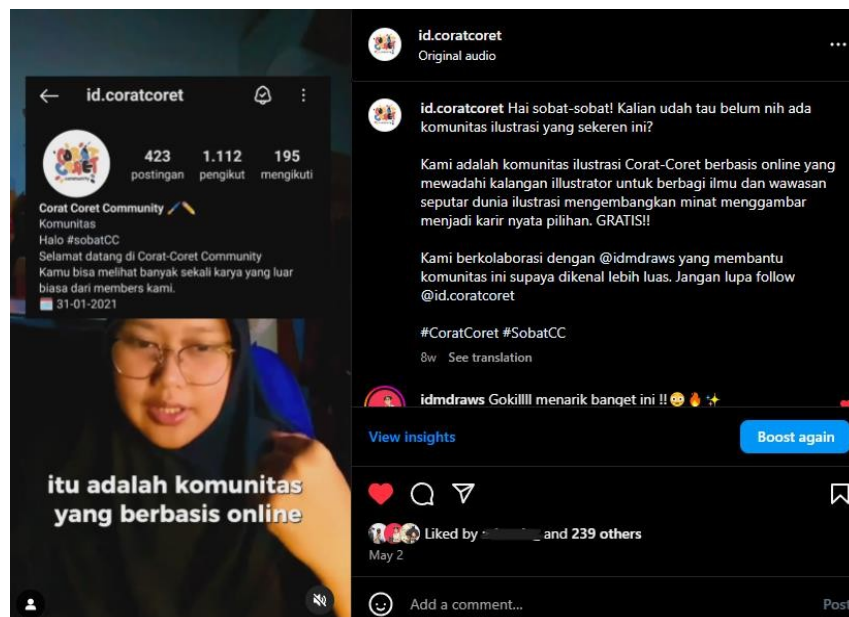 id.coratcoret
423
1.112
195
postingan
pengikut
mengikuti
Corat Coret Community
Komunitas
Halo #sobatCC
Selamat datang di Corat-Coret Community
Kamu bisa melihat banyak sekali karya yang luar
biasa dari members kami.
31-01-2021
itu adalah komunitas
yang berbasis online
id.coratcoret
Original audio
id.coratcoret Hai sobat-sobat! Kalian udah tau belum nih ada
komunitas ilustrasi yang sekeren ini?
Kami adalah komunitas ilustrasi Corat-Coret berbasis online yang
mewadahi kalangan illustrator untuk berbagi ilmu dan wawasan
seputar dunia ilustrasi mengembangkan minat menggambar
menjadi karir nyata pilihan. GRATIS!!
Kami berkolaborasi dengan @idmdraws yang membantu
komunitas ini supaya dikenal lebih luas. Jangan lupa follow
@id.coratcoret
#CoratCoret #SobatCC
8w See translation
idmdraws Gokillll menarik banget ini !!
View insights
Boost again
Liked by
and 239 others
May 2
Add a comment...
Post